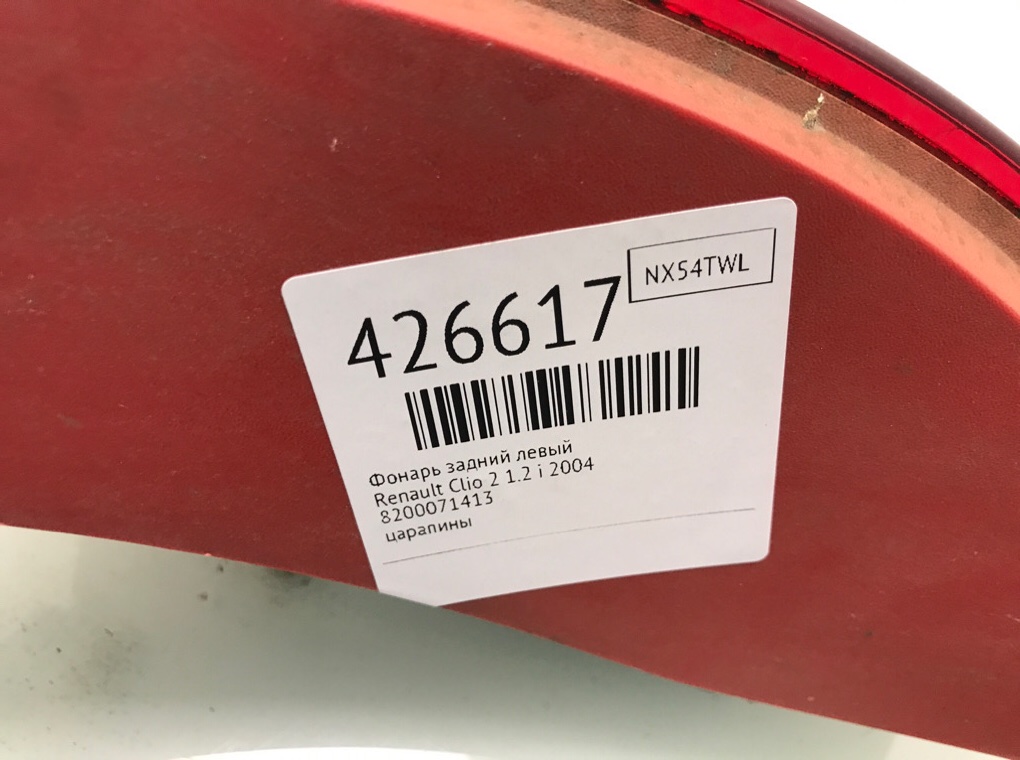 NX54TWL
426617
Фонарь задний левый
Renault Clio 2 1.2 i 2004
8200071413
царапины